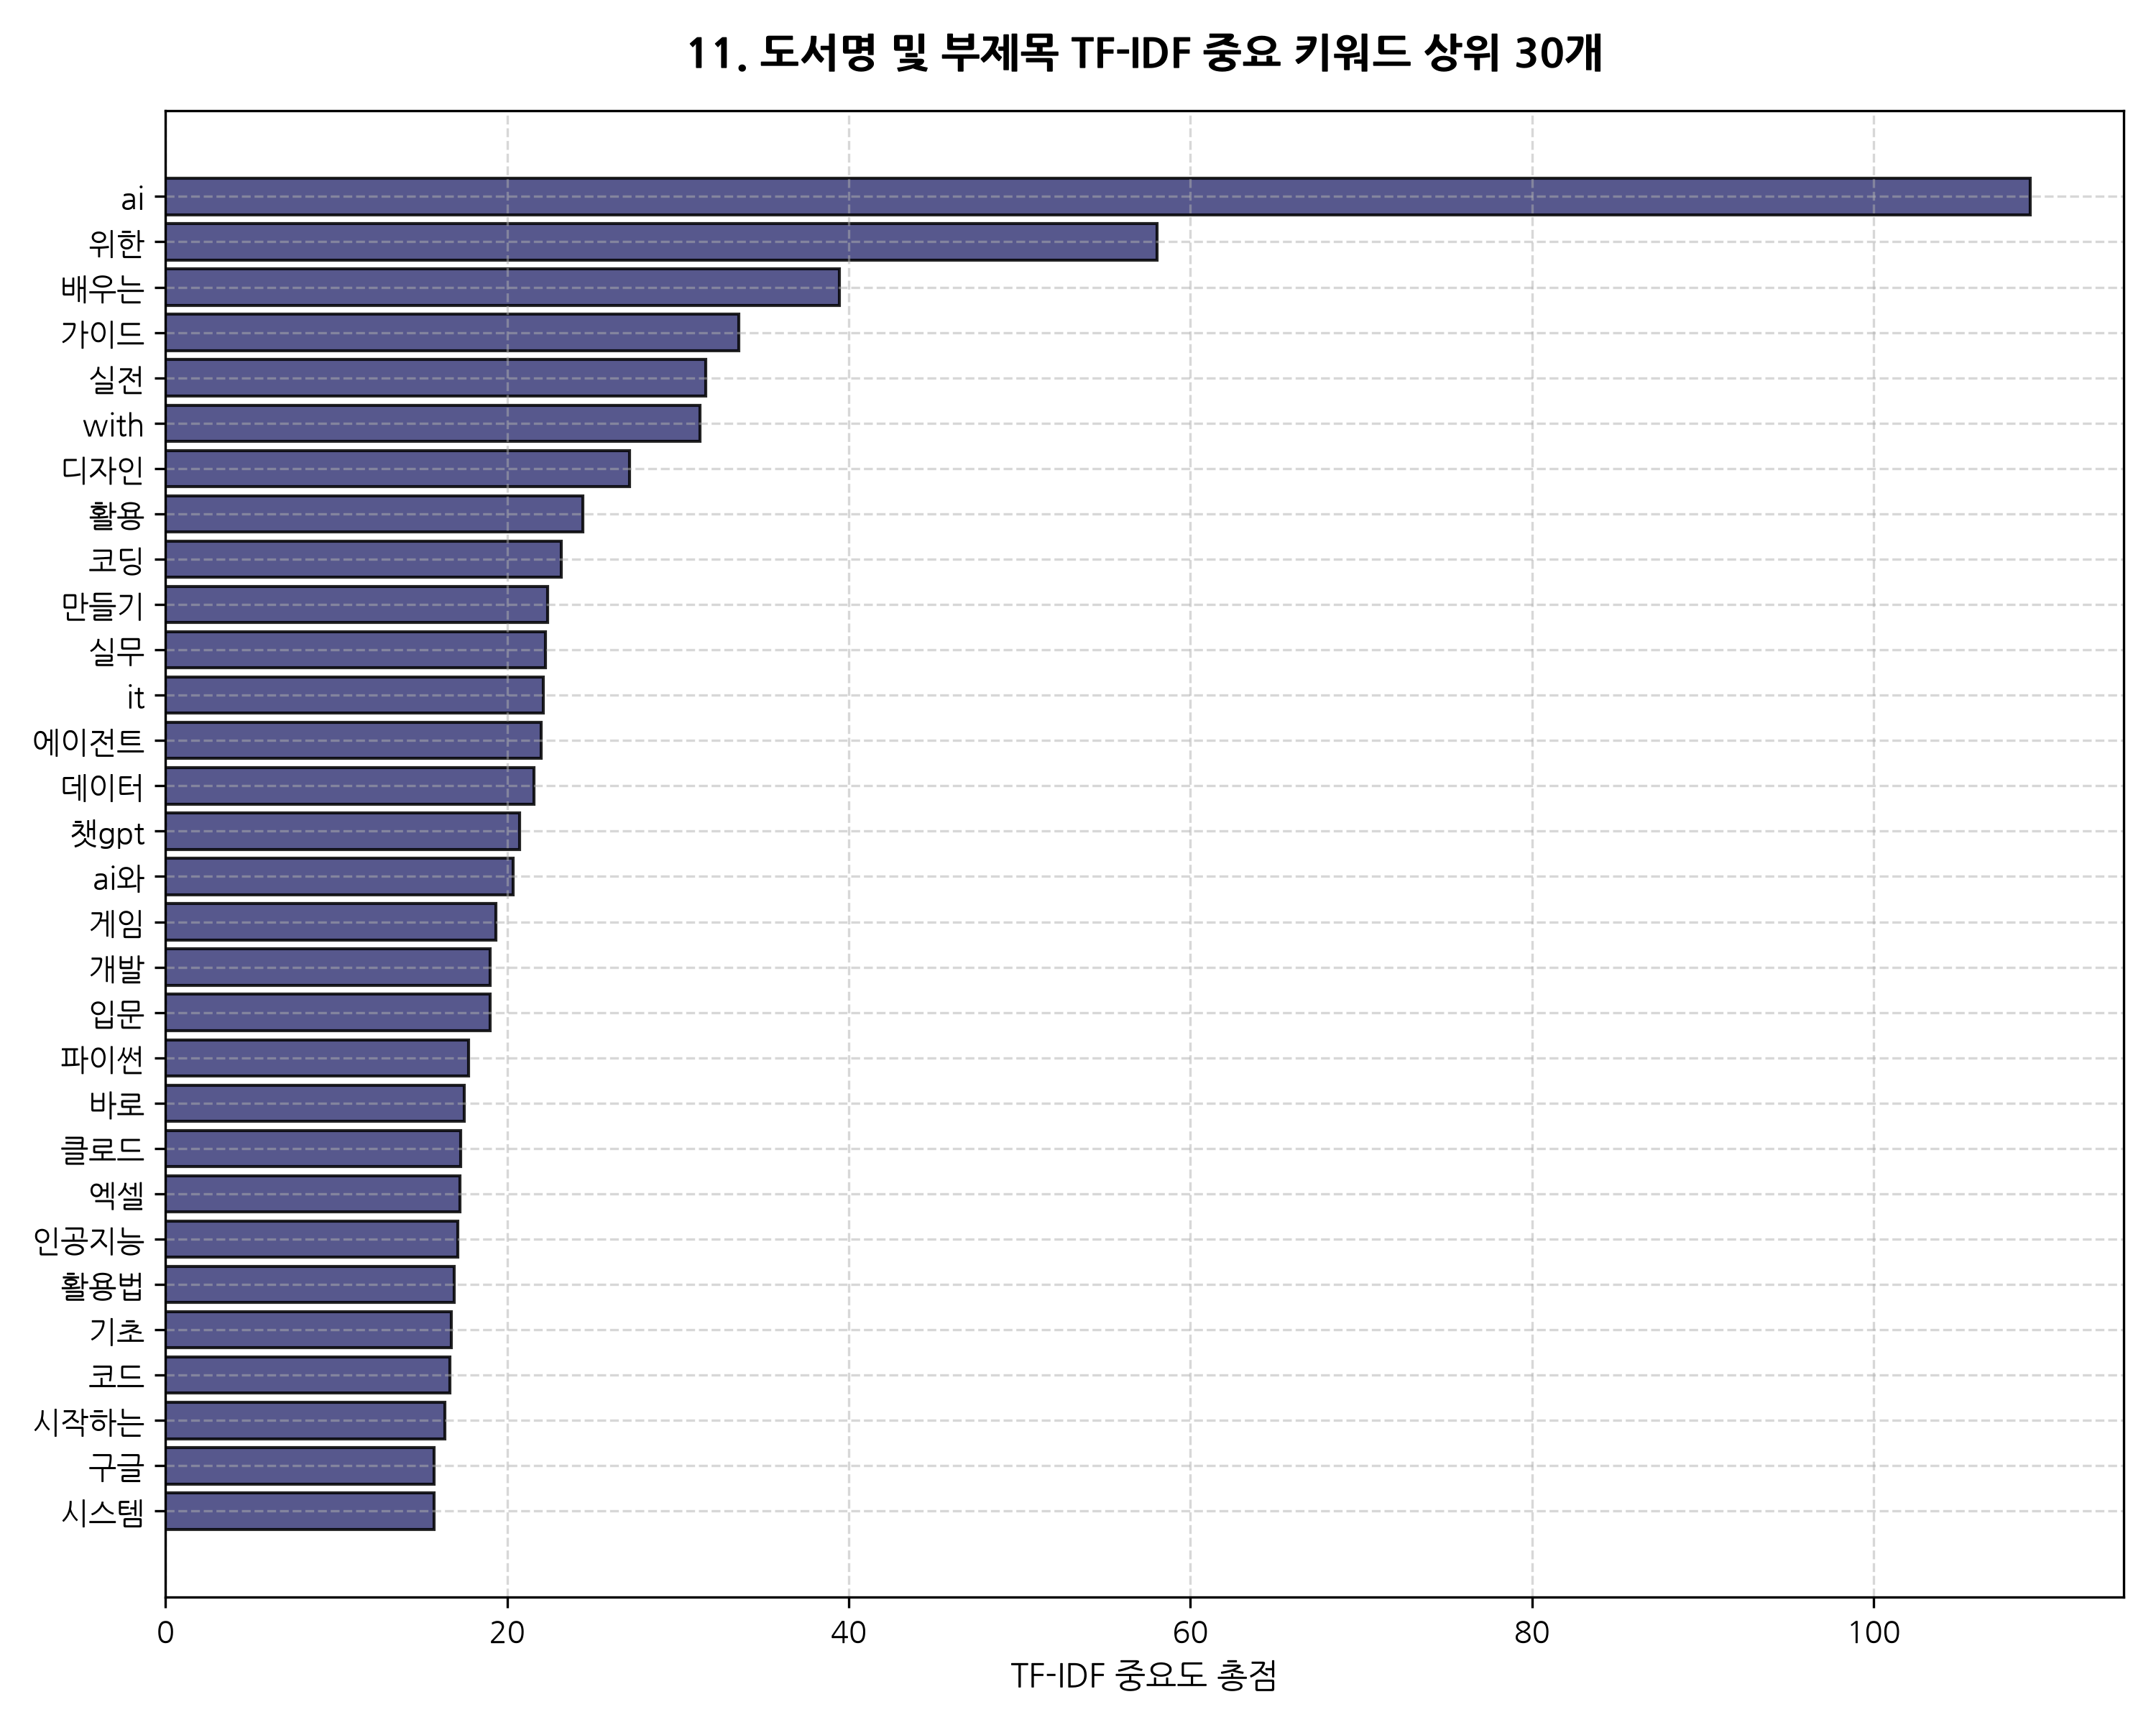 11. 도서명 및 부제목 TF-IDF 중요 키워드 상위 30개
ai
위한
배우는
가이드
실전
with
디자인
활용
코딩
만들기
실무
it
에이전트
데이터
챗gpt
ai와
게임
개발
입문
파이썬
바로
클로드
엑셀
인공지능
활용법
기초
코드
시작하는
구글
시스템
0 20 40 60 80 100
TF-IDF 중요도 총점